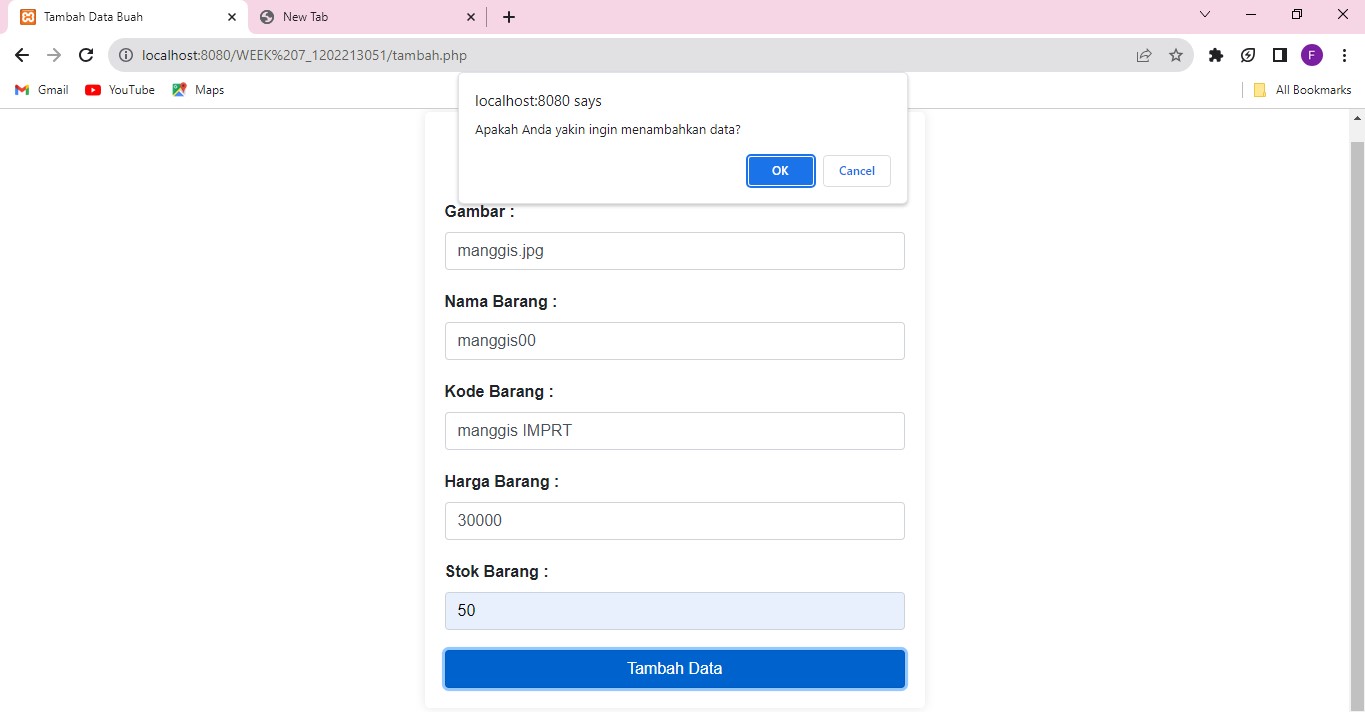 Tambah Data Buah
New Tab
localhost:8080/WEEK%207_1202213051/tambah.php
F
Gmail
YouTube
Maps
All Bookmarks
localhost:8080 says
Apakah Anda yakin ingin menambahkan data?
OK
Cancel
Gambar :
manggis.jpg
Nama Barang :
manggis00
Kode Barang :
manggis IMPRT
Harga Barang :
30000
Stok Barang :
50
Tambah Data